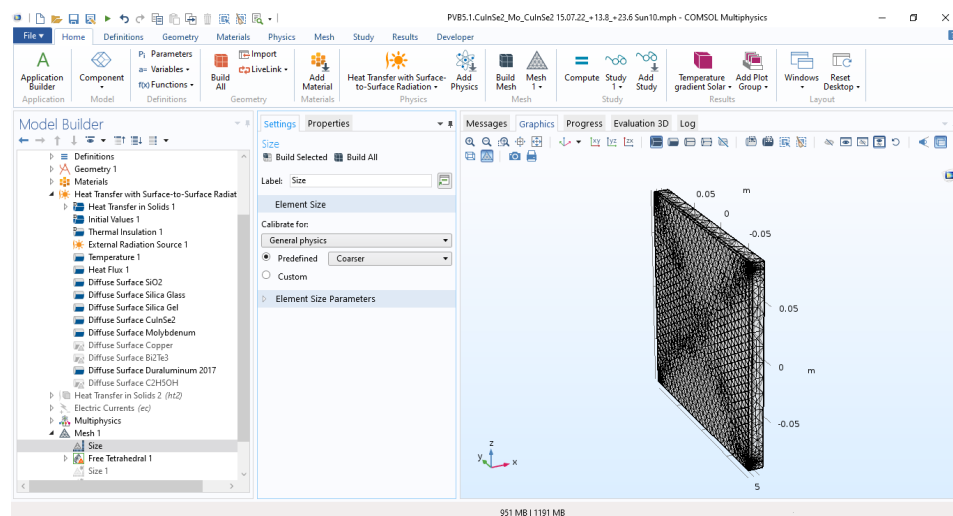 PVB5.1.CuInSe2_Mo_CuInSe2 15.07.22_+13.8_+23.6 Sun10.mph - COMSOL Multiphysics
File Home Definitions Geometry Materials Physics Mesh Study Results Developer
Application Builder
Component
Pi Parameters
a= Variables
f(x) Functions
Build All
Import
LiveLink
Add Material
Heat Transfer with Surface-to-Surface Radiation
Add Physics
Build Mesh
Mesh 1
Compute
Study 1
Add Study
Temperature gradient Solar
Add Plot Group
Windows
Reset Desktop
Application Model Definitions Geometry Materials Physics Mesh Study Results Layout
Model Builder
Definitions
Geometry 1
Materials
Heat Transfer with Surface-to-Surface Radiat
Heat Transfer in Solids 1
Initial Values 1
Thermal Insulation 1
External Radiation Source 1
Temperature 1
Heat Flux 1
Diffuse Surface SiO2
Diffuse Surface Silica Glass
Diffuse Surface Silica Gel
Diffuse Surface CuInSe2
Diffuse Surface Molybdenum
Diffuse Surface Copper
Diffuse Surface Bi2Te3
Diffuse Surface Duraluminum 2017
Diffuse Surface C2H5OH
Heat Transfer in Solids 2 (ht2)
Electric Currents (ec)
Multiphysics
Mesh 1
Size
Free Tetrahedral 1
Size 1
Settings Properties
Size
Build Selected Build All
Label: Size
Element Size
Calibrate for:
General physics
Predefined Coarser
Custom
Element Size Parameters
Messages Graphics Progress Evaluation 3D Log
xy yz zx
0.05 m
0
-0.05
0.05
0 m
-0.05
5
z
y x
951 MB | 1191 MB